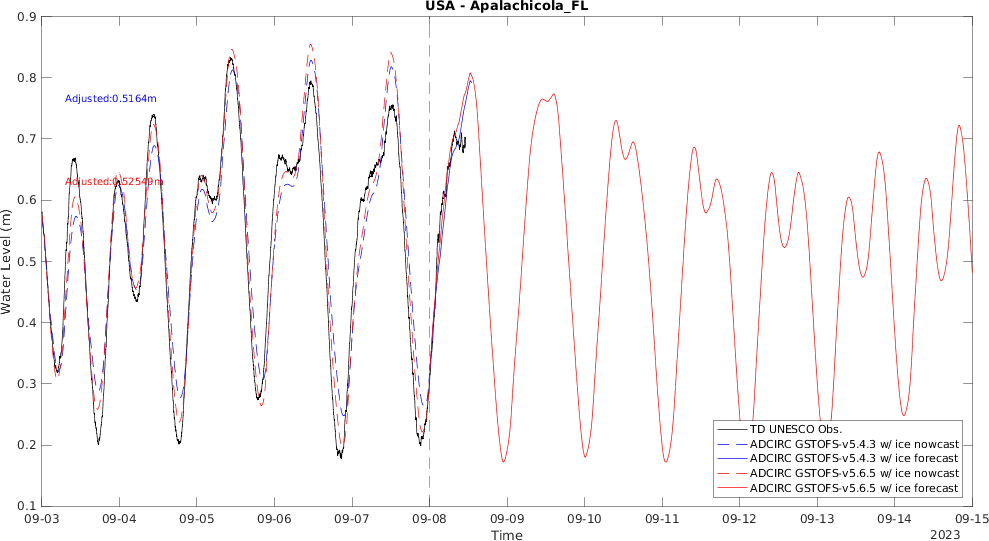 USA - Apalachicola_FL
0.9
0.8
0.7
0.6
0.5
0.4
0.3
0.2
0.1
Water Level (m)
Adjusted:0.5164m
Adjusted:0.52549m
TD UNESCO Obs.
ADCIRC GSTOFS-v5.4.3 w/ ice nowcast
ADCIRC GSTOFS-v5.4.3 w/ ice forecast
ADCIRC GSTOFS-v5.6.5 w/ ice nowcast
ADCIRC GSTOFS-v5.6.5 w/ ice forecast
09-03 09-04 09-05 09-06 09-07 09-08 09-09 09-10 09-11 09-12 09-13 09-14 09-15
Time
2023